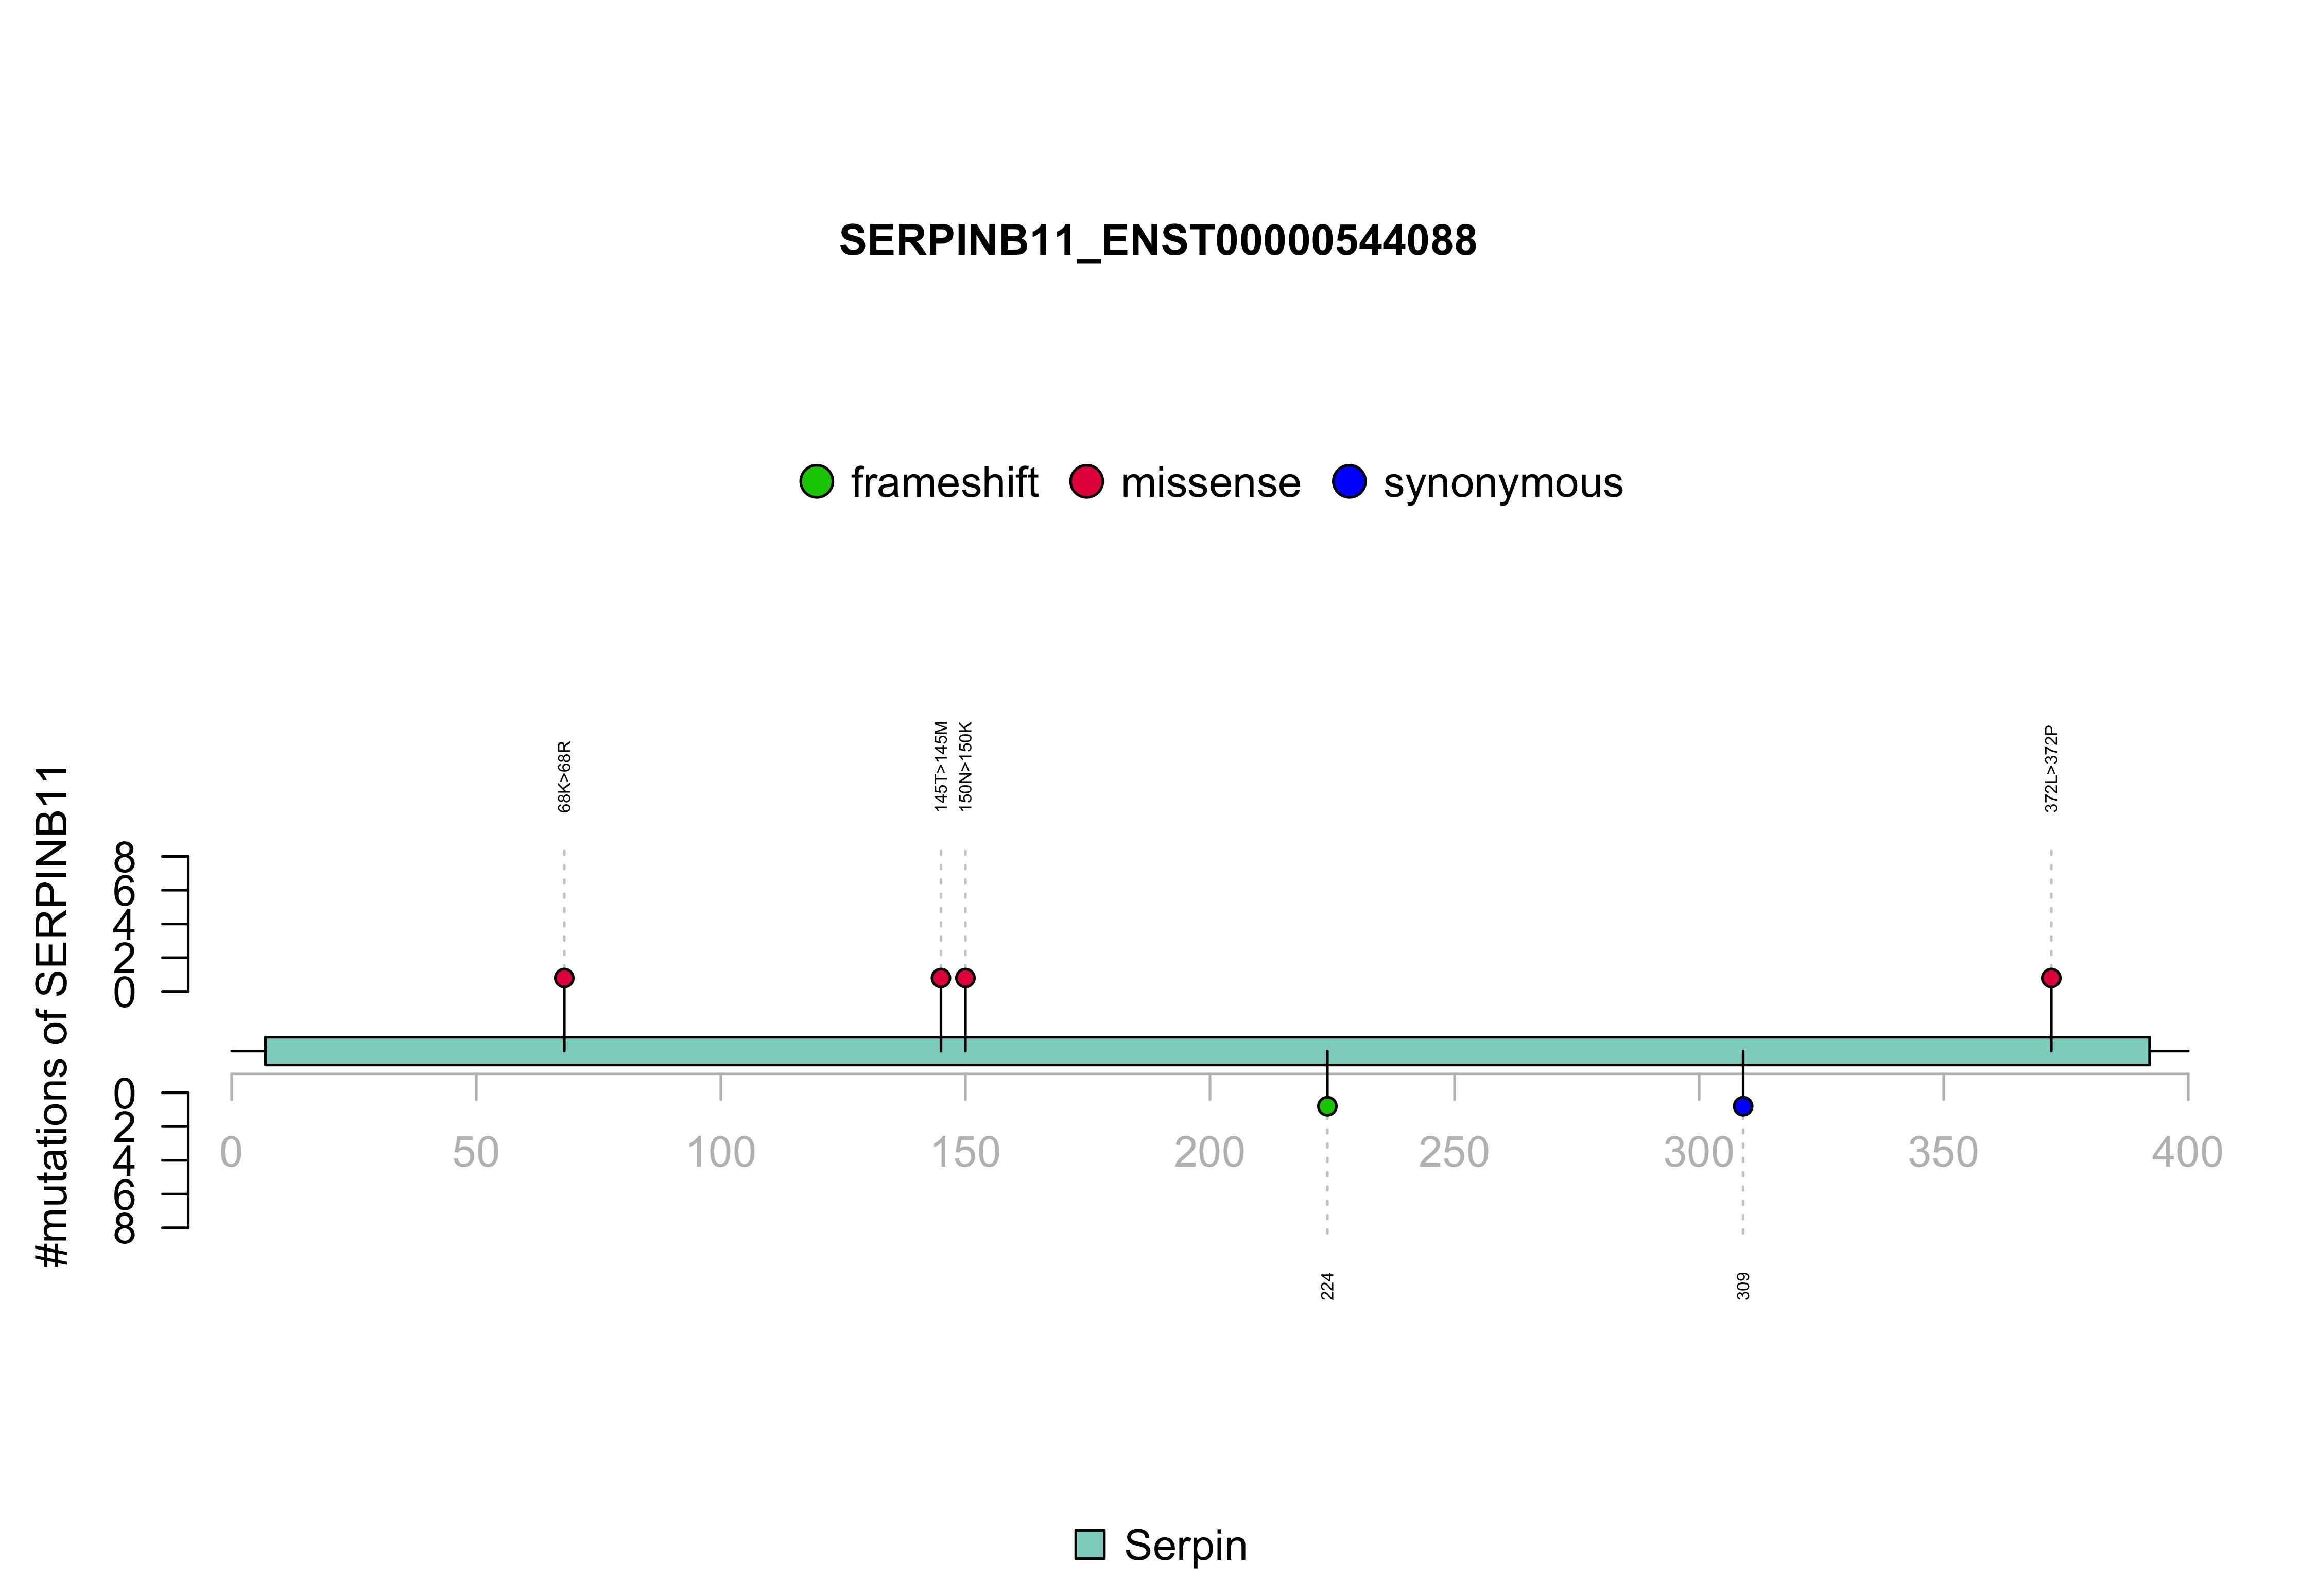 SERPINB11_ENST00000544088
frameshift missense synonymous
68K>68R
145T>145M
150N>150K
372L>372P
#mutations of SERPINB11
8
6
4
2
0
0
2
4
6
8
0 50 100 150 200 250 300 350 400
224
309
Serpin